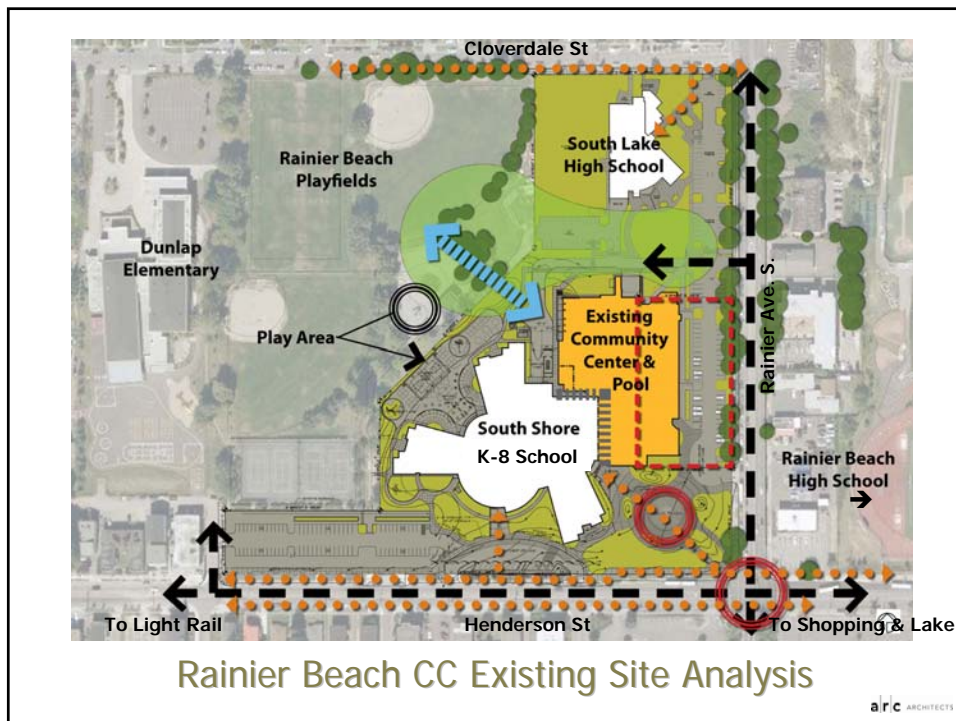 Cloverdale St
South Lake
High School
Rainier Beach
Playfields
Dunlap
Elementary
Rainier Ave. S.
Play Area
Existing
Community
Center &
Pool
South Shore
K-8 School
Rainier Beach
High School
To Light Rail
Henderson St
To Shopping & Lake
Rainier Beach CC Existing Site Analysis
a|r|c ARCHITECTS